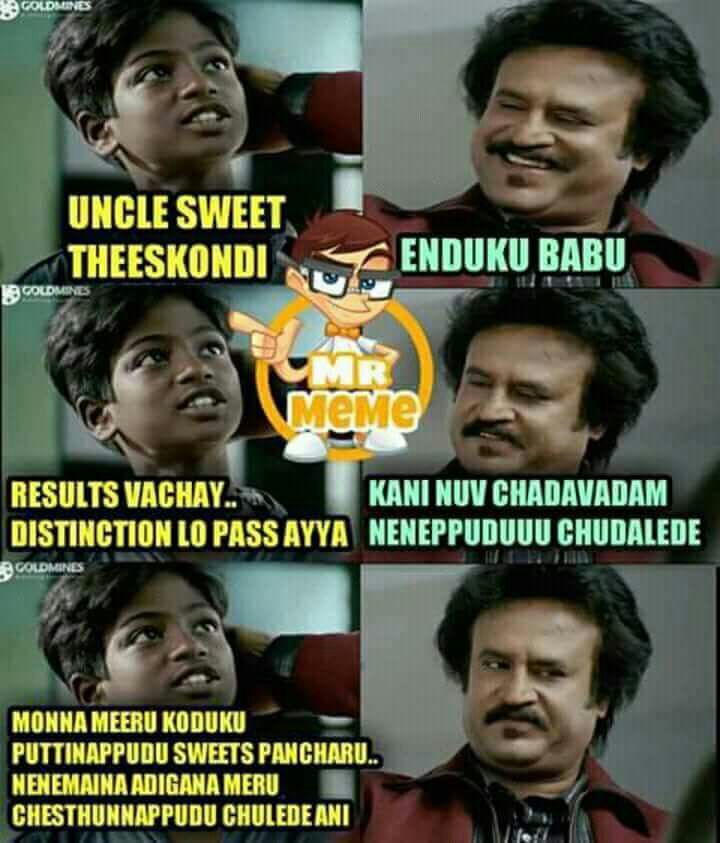 GOLDMINES
UNCLE SWEET
THEESKONDI
ENDUKU BABU
GOLDMINES
MR
MeMe
RESULTS VACHAY..
DISTINCTION LO PASS AYYA
KANI NUV CHADAVADAM
NENEPPUDUUU CHUDALEDE
GOLDMINES
MONNA MEERU KODUKU
PUTTINAPPUDU SWEETS PANCHARU..
NENEMAINA ADIGANA MERU
CHESTHUNNAPPUDU CHULEDE ANI